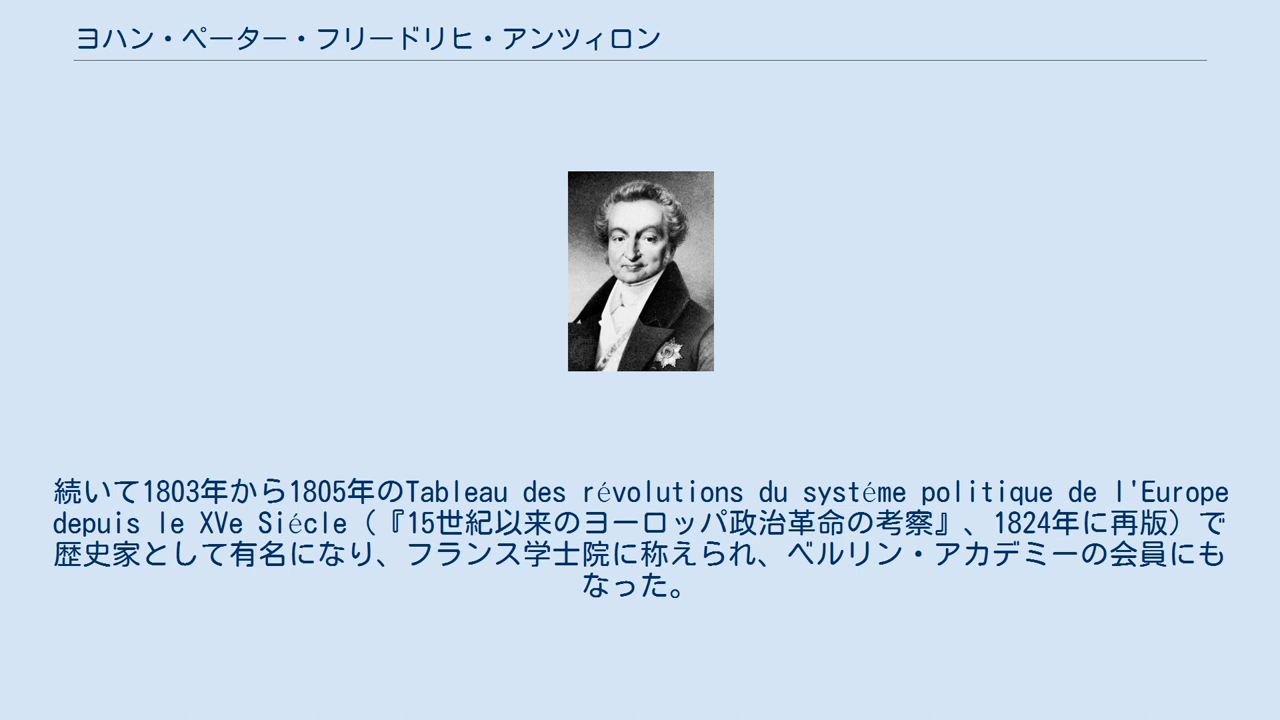 ヨハン・ペーター・フリードリヒ・アンツィロン
続いて1803年から1805年のTableau des révolutions du systéme politique de l'Europe
depuis le XVe Siécle（『15世紀以来のヨーロッパ政治革命の考察』、1824年に再版）で
歴史家として有名になり、フランス学士院に称えられ、ベルリン・アカデミーの会員にも
なった。